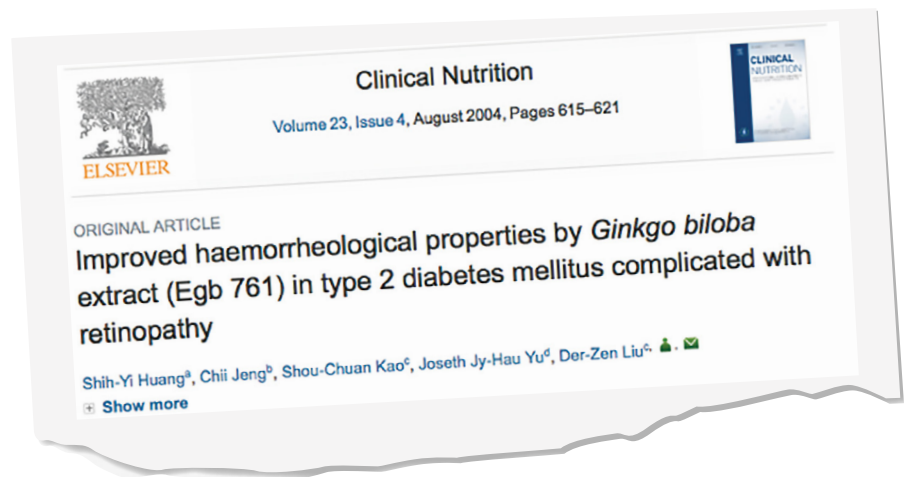 Clinical Nutrition
Volume 23, Issue 4, August 2004, Pages 615–621
CLINICAL
NUTRITION
ELSEVIER
ORIGINAL ARTICLE
Improved haemorrheological properties by Ginkgo biloba
extract (Egb 761) in type 2 diabetes mellitus complicated with
retinopathy
Shih-Yi Huangᵃ, Chii Jengᵇ, Shou-Chuan Kaoᶜ, Joseth Jy-Hau Yuᵈ, Der-Zen Liuᶜ,
Show more